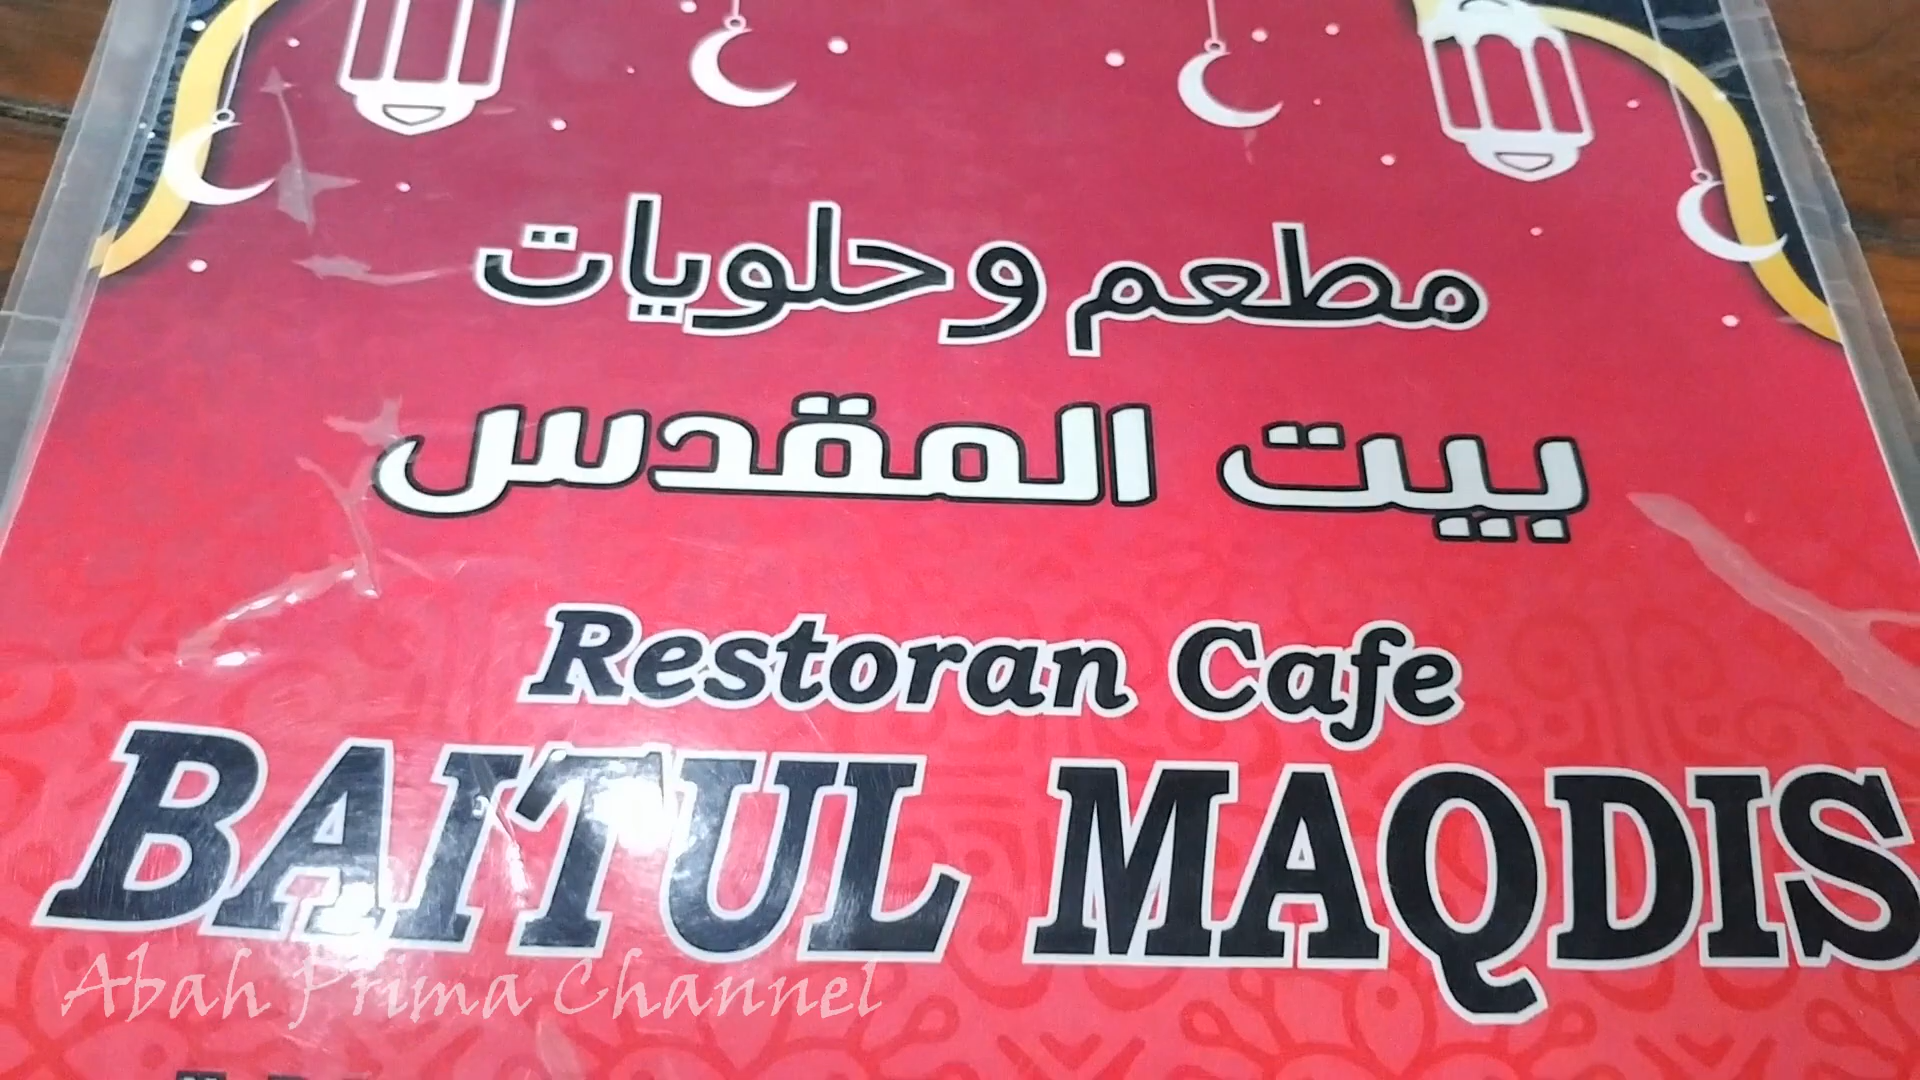 مطعم وحلويات
بيت المقدس
Restoran Cafe
BAITUL MAQDIS
Abah Prima Channel